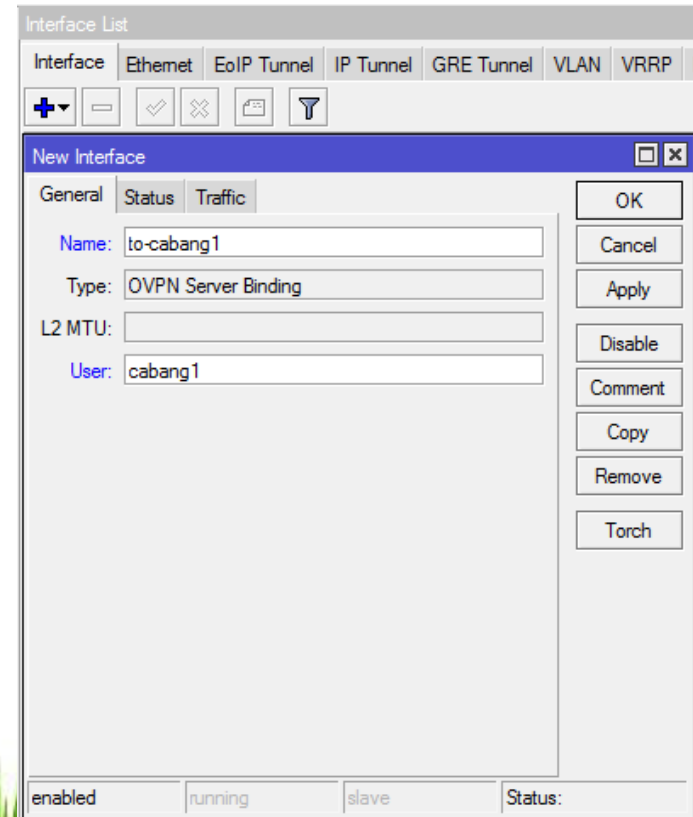 Interface List
Interface Ethernet EoIP Tunnel IP Tunnel GRE Tunnel VLAN VRRP
New Interface
General Status Traffic
OK
Name: to-cabang1
Cancel
Type: OVPN Server Binding
Apply
L2 MTU:
Disable
User: cabang1
Comment
Copy
Remove
Torch
enabled running slave Status: